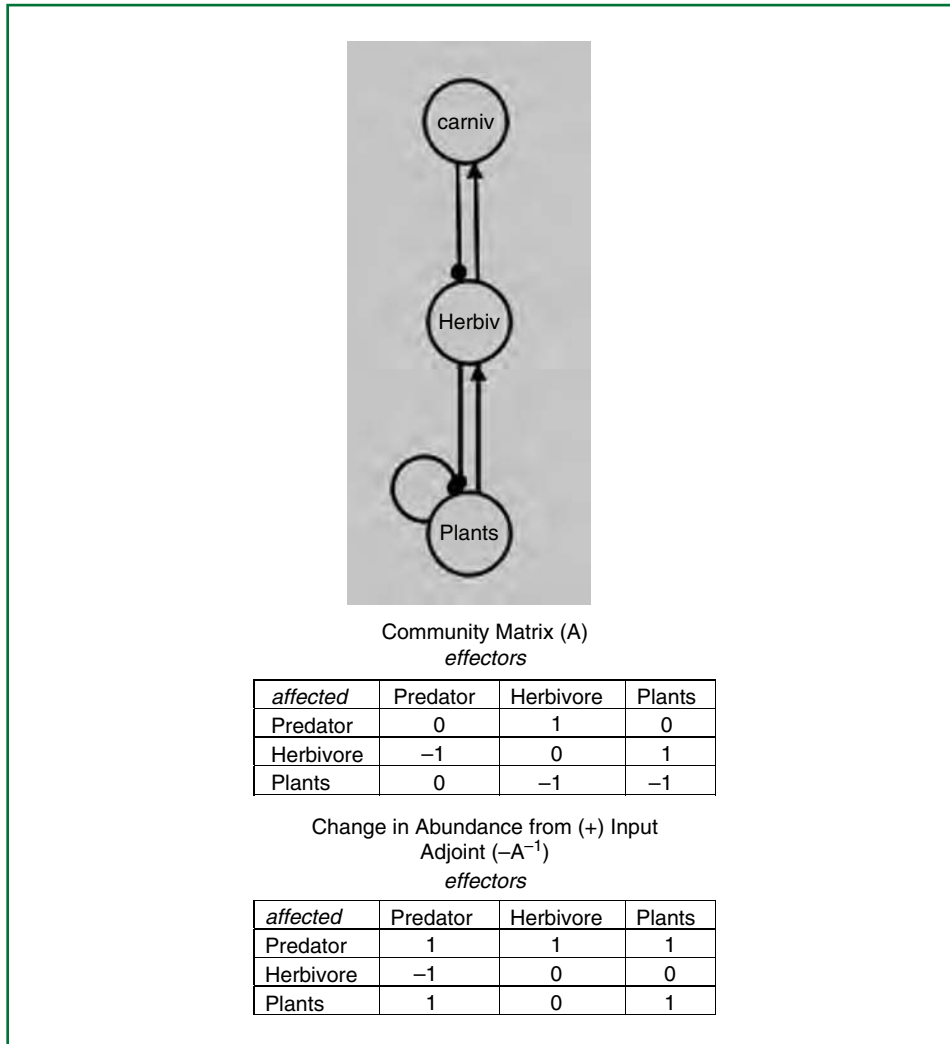 carniv
Herbiv
Plants
Community Matrix (A)
effectors
affected Predator Herbivore Plants
Predator 0 1 0
Herbivore –1 0 1
Plants 0 –1 –1
Change in Abundance from (+) Input
Adjoint (–A⁻¹)
effectors
affected Predator Herbivore Plants
Predator 1 1 1
Herbivore –1 0 0
Plants 1 0 1